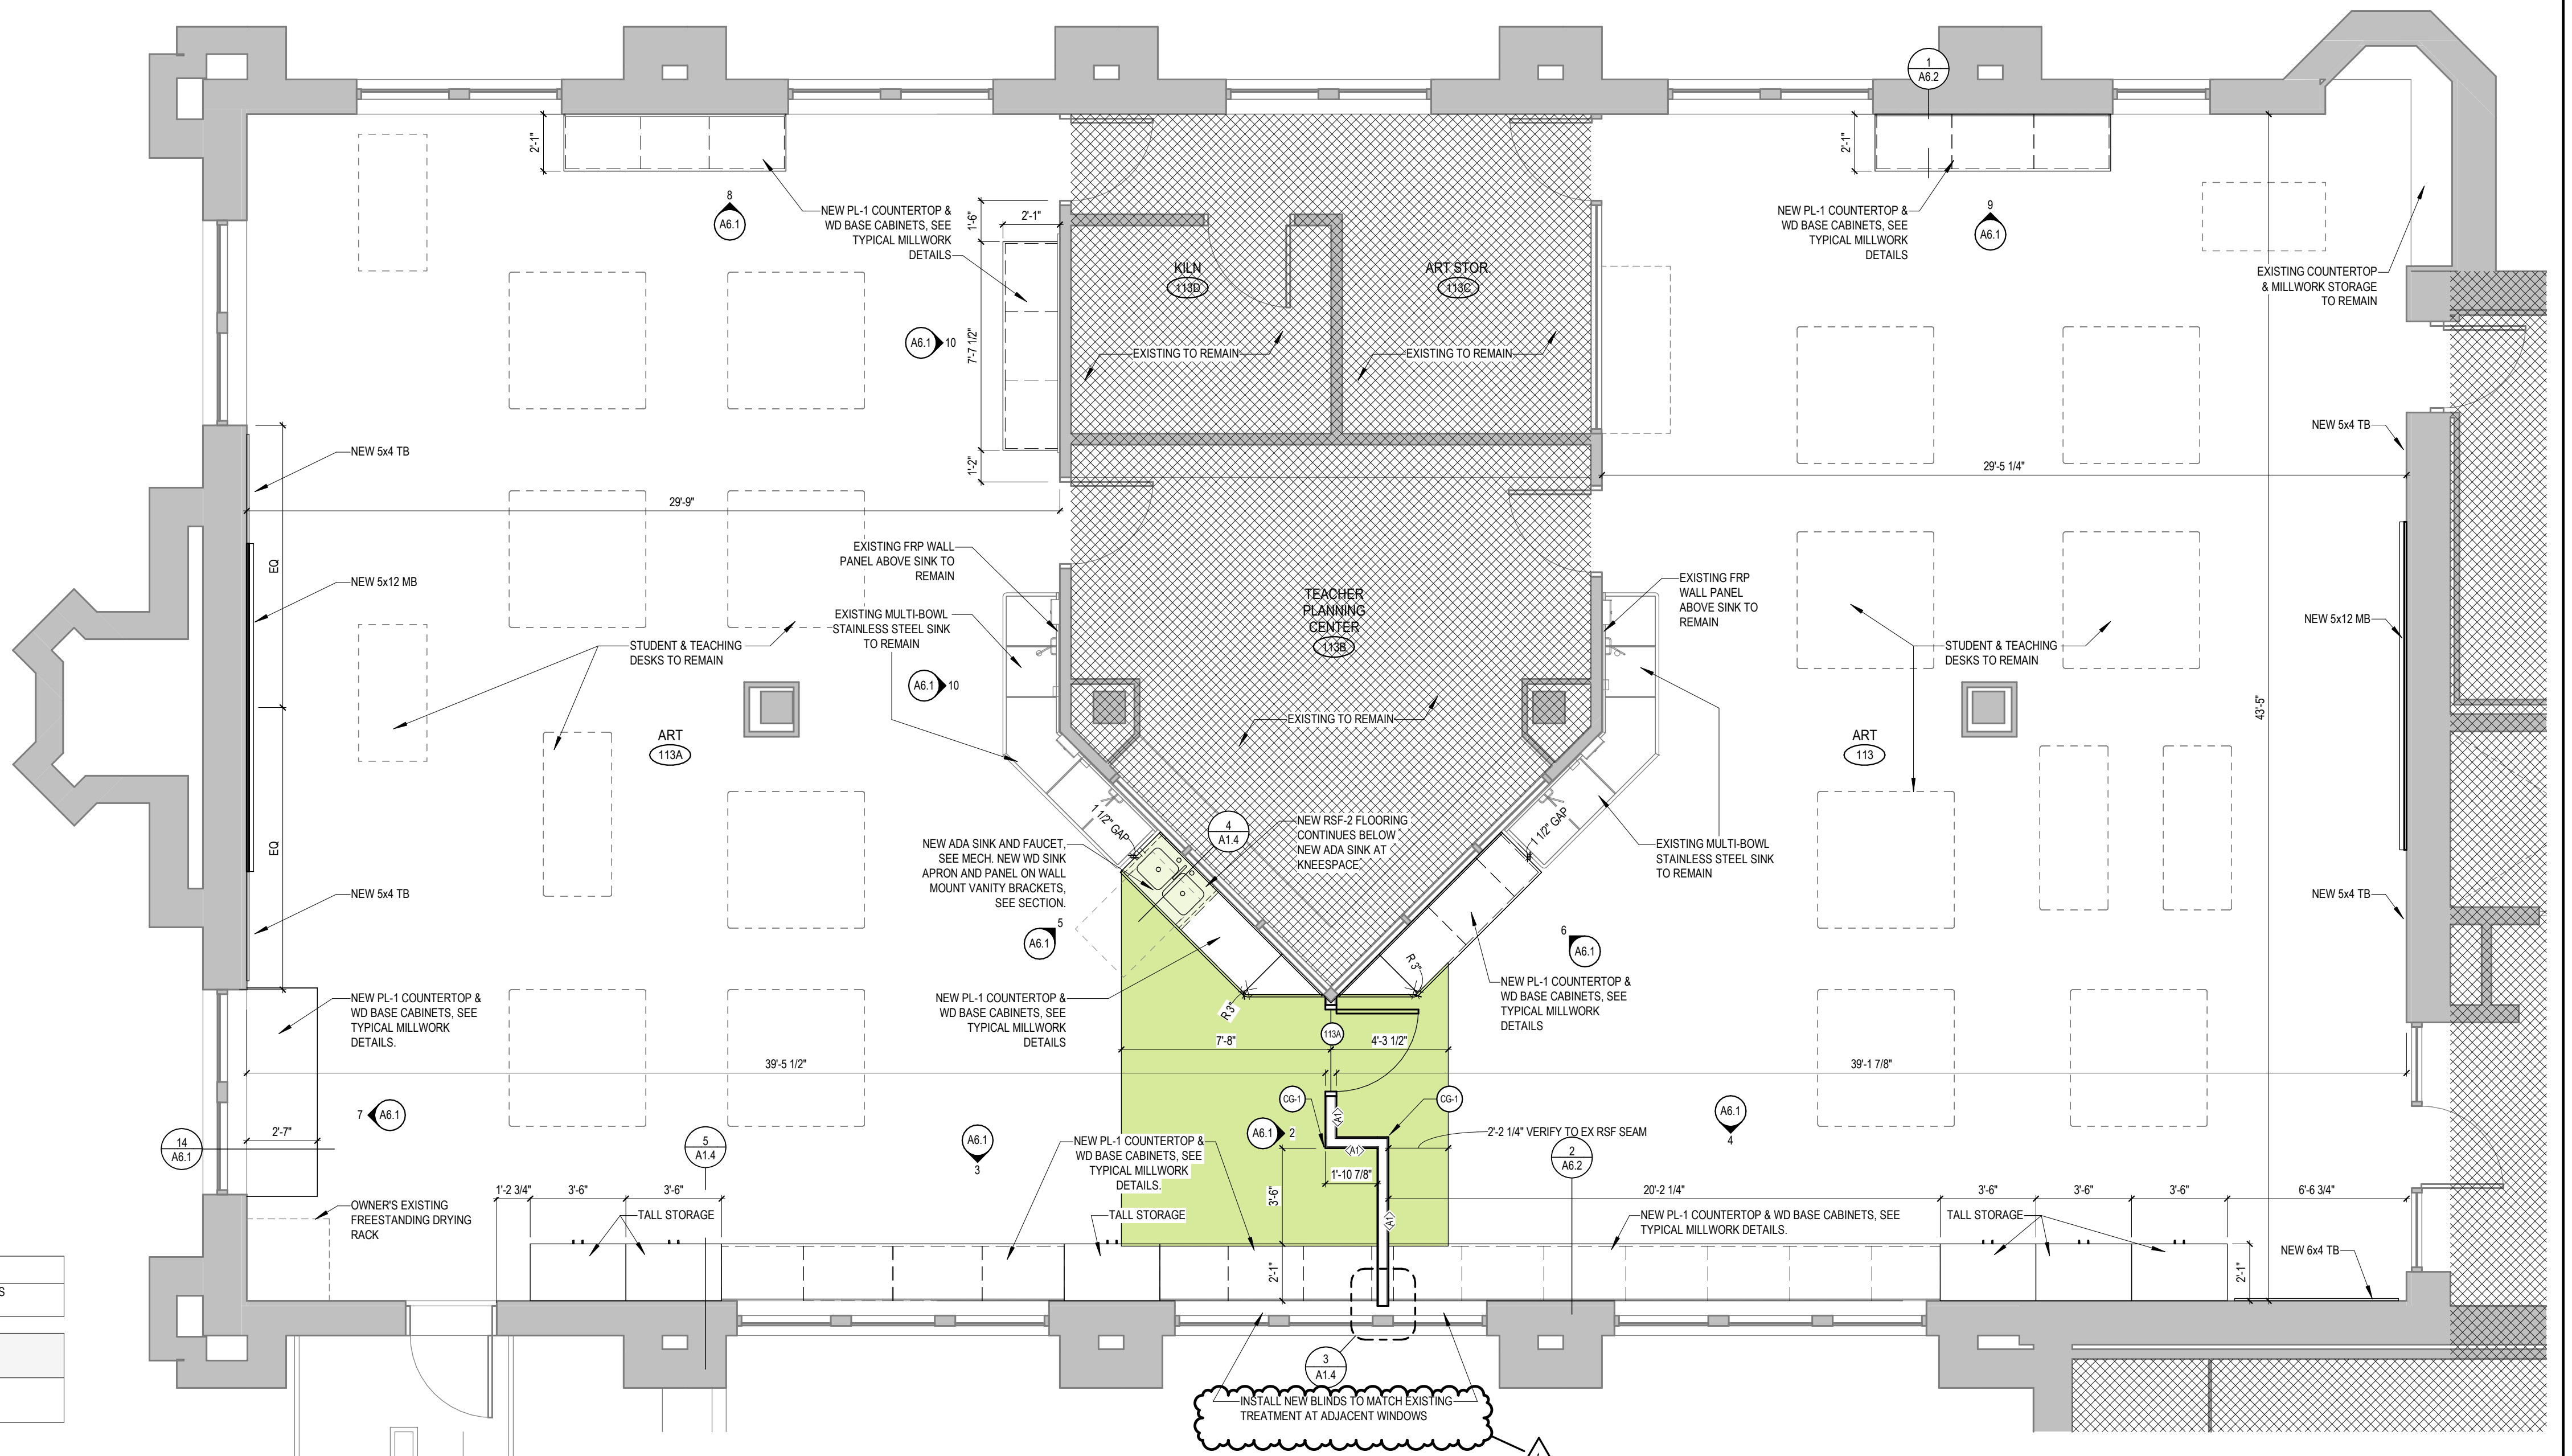 1
A6.2
2'-1"
NEW PL-1 COUNTERTOP &
WD BASE CABINETS, SEE
TYPICAL MILLWORK
DETAILS
8
A6.1
1'-6"
2'-1"
7'-7 1/2"
1'-2"
A6.1
10
KILN
113D
ART STOR.
113C
EXISTING TO REMAIN
EXISTING TO REMAIN
2'-1"
NEW PL-1 COUNTERTOP &
WD BASE CABINETS, SEE
TYPICAL MILLWORK
DETAILS
9
A6.1
EXISTING COUNTERTOP
& MILLWORK STORAGE
TO REMAIN
NEW 5x4 TB
NEW 5x4 TB
29'-9"
29'-5 1/4"
EQ
NEW 5x12 MB
EXISTING FRP WALL
PANEL ABOVE SINK TO
REMAIN
EXISTING MULTI-BOWL
STAINLESS STEEL SINK
TO REMAIN
STUDENT & TEACHING
DESKS TO REMAIN
A6.1
10
TEACHER
PLANNING
CENTER
113B
EXISTING TO REMAIN
EXISTING FRP
WALL PANEL
ABOVE SINK TO
REMAIN
STUDENT & TEACHING
DESKS TO REMAIN
NEW 5x12 MB
43'-5"
ART
113A
ART
113
1 1/2" GAP
4
A1.4
NEW RSF-2 FLOORING
CONTINUES BELOW
NEW ADA SINK AT
KNEESPACE
1 1/2" GAP
EXISTING MULTI-BOWL
STAINLESS STEEL SINK
TO REMAIN
NEW ADA SINK AND FAUCET,
SEE MECH. NEW WD SINK
APRON AND PANEL ON WALL
MOUNT VANITY BRACKETS,
SEE SECTION.
EQ
NEW 5x4 TB
NEW 5x4 TB
5
A6.1
6
A6.1
NEW PL-1 COUNTERTOP &
WD BASE CABINETS, SEE
TYPICAL MILLWORK
DETAILS.
NEW PL-1 COUNTERTOP &
WD BASE CABINETS, SEE
TYPICAL MILLWORK
DETAILS
R 3"
R 3"
NEW PL-1 COUNTERTOP &
WD BASE CABINETS, SEE
TYPICAL MILLWORK
DETAILS
113A
7'-8"
4'-3 1/2"
39'-5 1/2"
39'-1 7/8"
CG-1
CG-1
A1
7
A6.1
2'-7"
14
A6.1
5
A1.4
A6.1
3
NEW PL-1 COUNTERTOP &
WD BASE CABINETS, SEE
TYPICAL MILLWORK
DETAILS.
A6.1
2
A1
1'-10 7/8"
3'-6"
A1
2'-2 1/4" VERIFY TO EX RSF SEAM
2
A6.2
A6.1
4
OWNER'S EXISTING
FREESTANDING DRYING
RACK
1'-2 3/4"
3'-6"
3'-6"
TALL STORAGE
TALL STORAGE
20'-2 1/4"
3'-6"
3'-6"
3'-6"
6'-6 3/4"
NEW PL-1 COUNTERTOP & WD BASE CABINETS, SEE
TYPICAL MILLWORK DETAILS.
TALL STORAGE
NEW 6x4 TB
2'-1"
2'-1"
S
3
A1.4
INSTALL NEW BLINDS TO MATCH EXISTING
TREATMENT AT ADJACENT WINDOWS